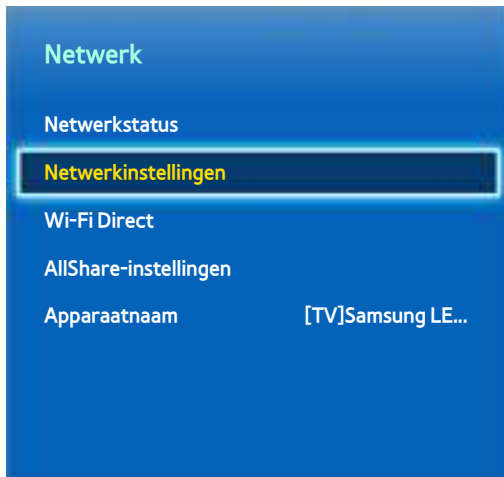 Netwerk
Netwerkstatus
Netwerkinstellingen
Wi-Fi Direct
AllShare-instellingen
Apparaatnaam [TV]Samsung LE...